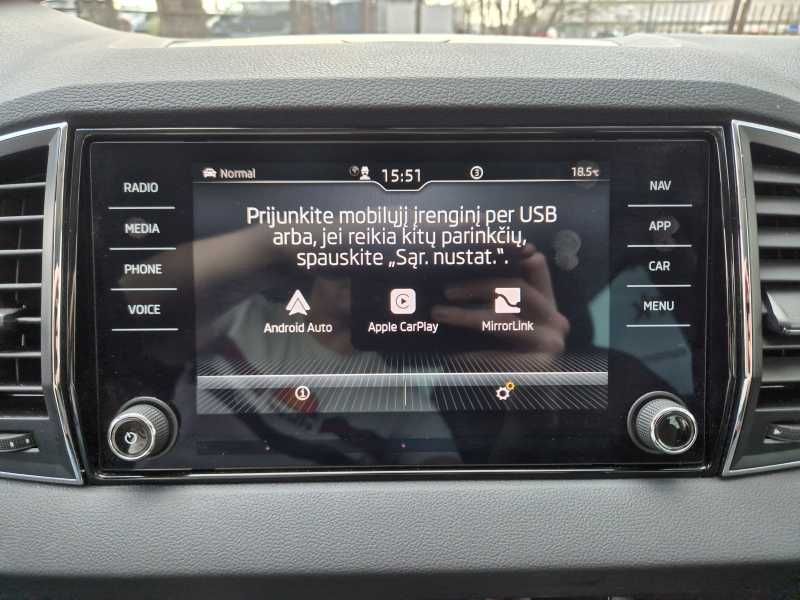 Normal 15:51 3 18.5°C
RADIO
MEDIA
PHONE
VOICE
Prijunkite mobilųjį įrenginį per USB
arba, jei reikia kitų parinkčių,
spauskite „Sąr. nustat.“.
Android Auto Apple CarPlay MirrorLink
NAV
APP
CAR
MENU